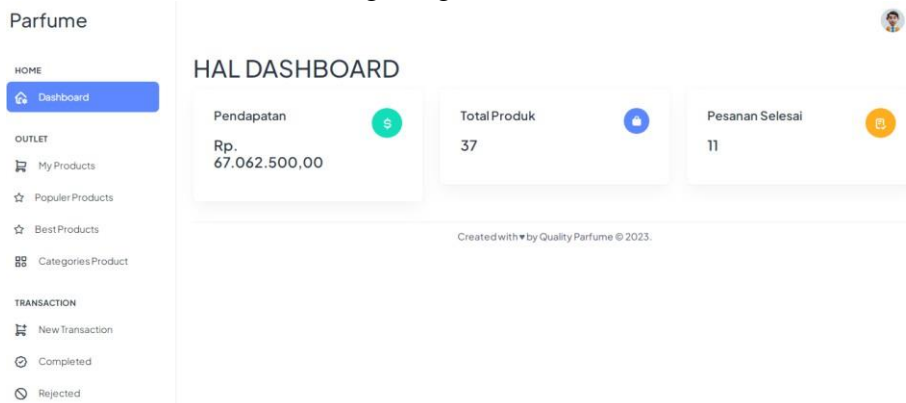 Parfume
HOME
Dashboard
OUTLET
My Products
Populer Products
Best Products
Categories Product
TRANSACTION
New Transaction
Completed
Rejected
HAL DASHBOARD
Pendapatan
Rp.
67.062.500,00
Total Produk
37
Pesanan Selesai
11
Created with ♥ by Quality Parfume © 2023.